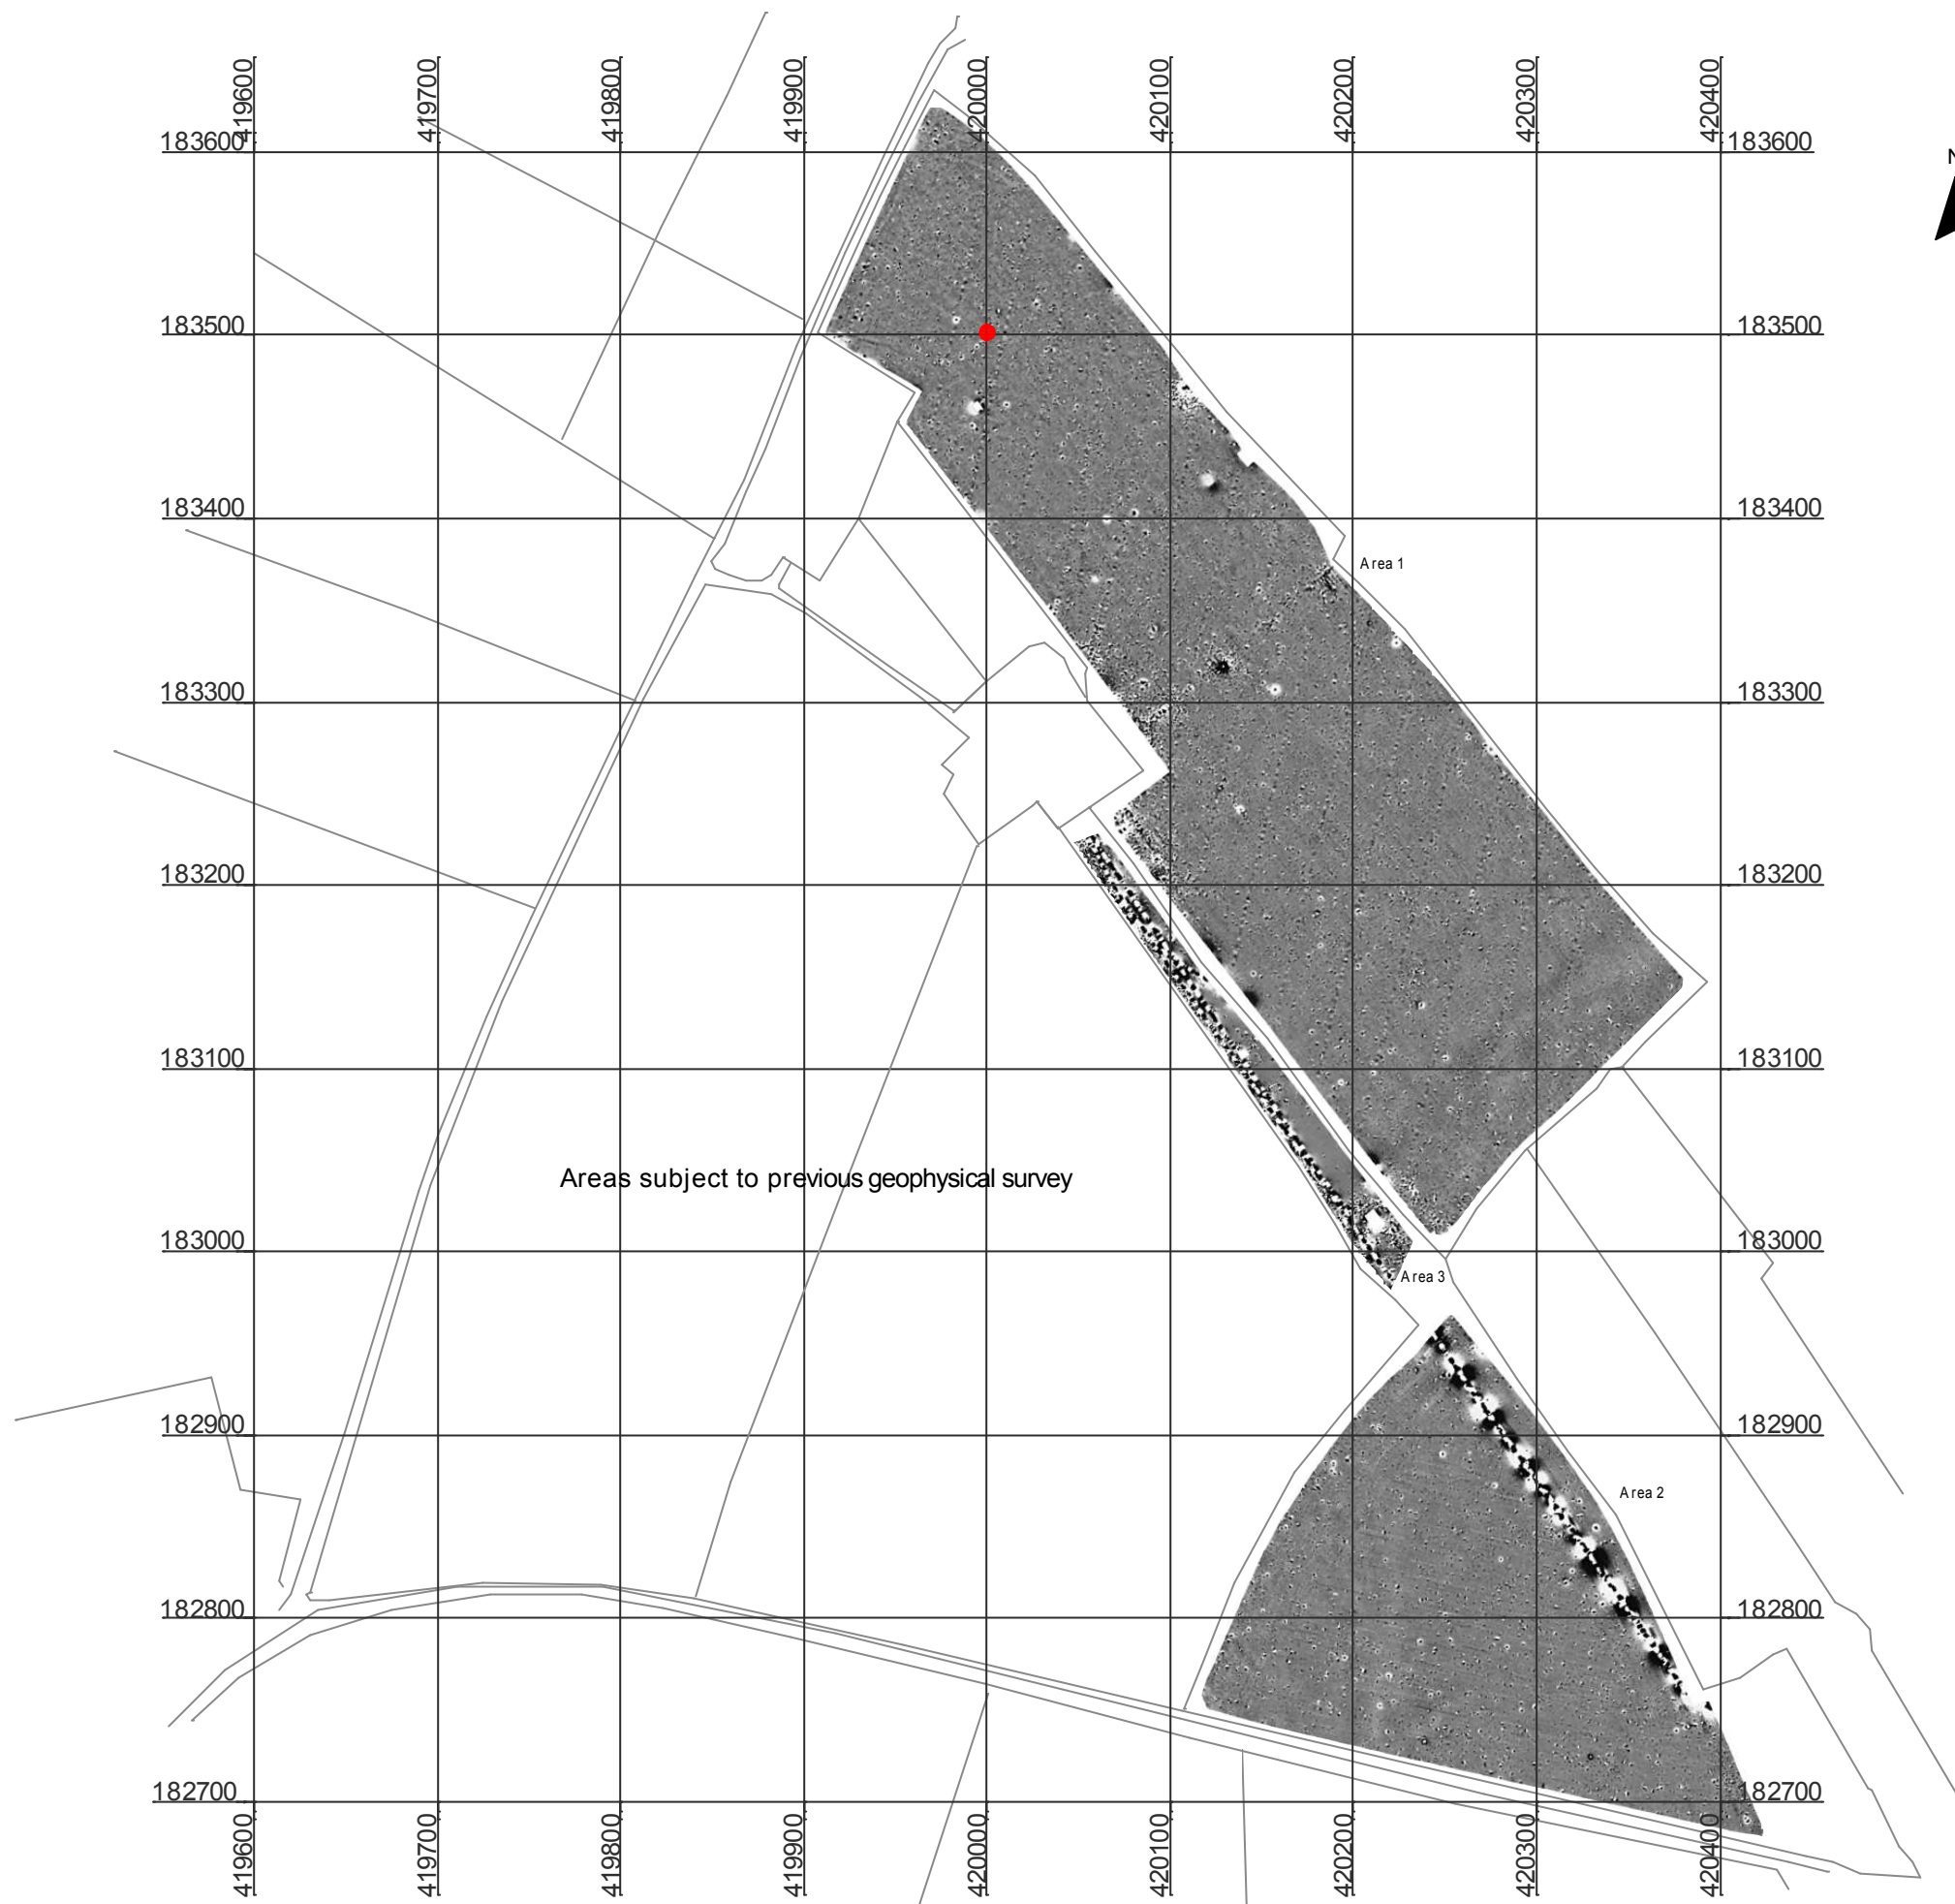 419600 419700 419800 419900 420000 420100 420200 420300 420400
183600 183600
N
183500 183500
183400 183400
Area 1
183300 183300
183200 183200
183100 183100
Areas subject to previous geophysical survey
183000 183000
Area 3
182900 182900
Area 2
182800 182800
182700 182700
419600 419700 419800 419900 420000 420100 420200 420300 420400